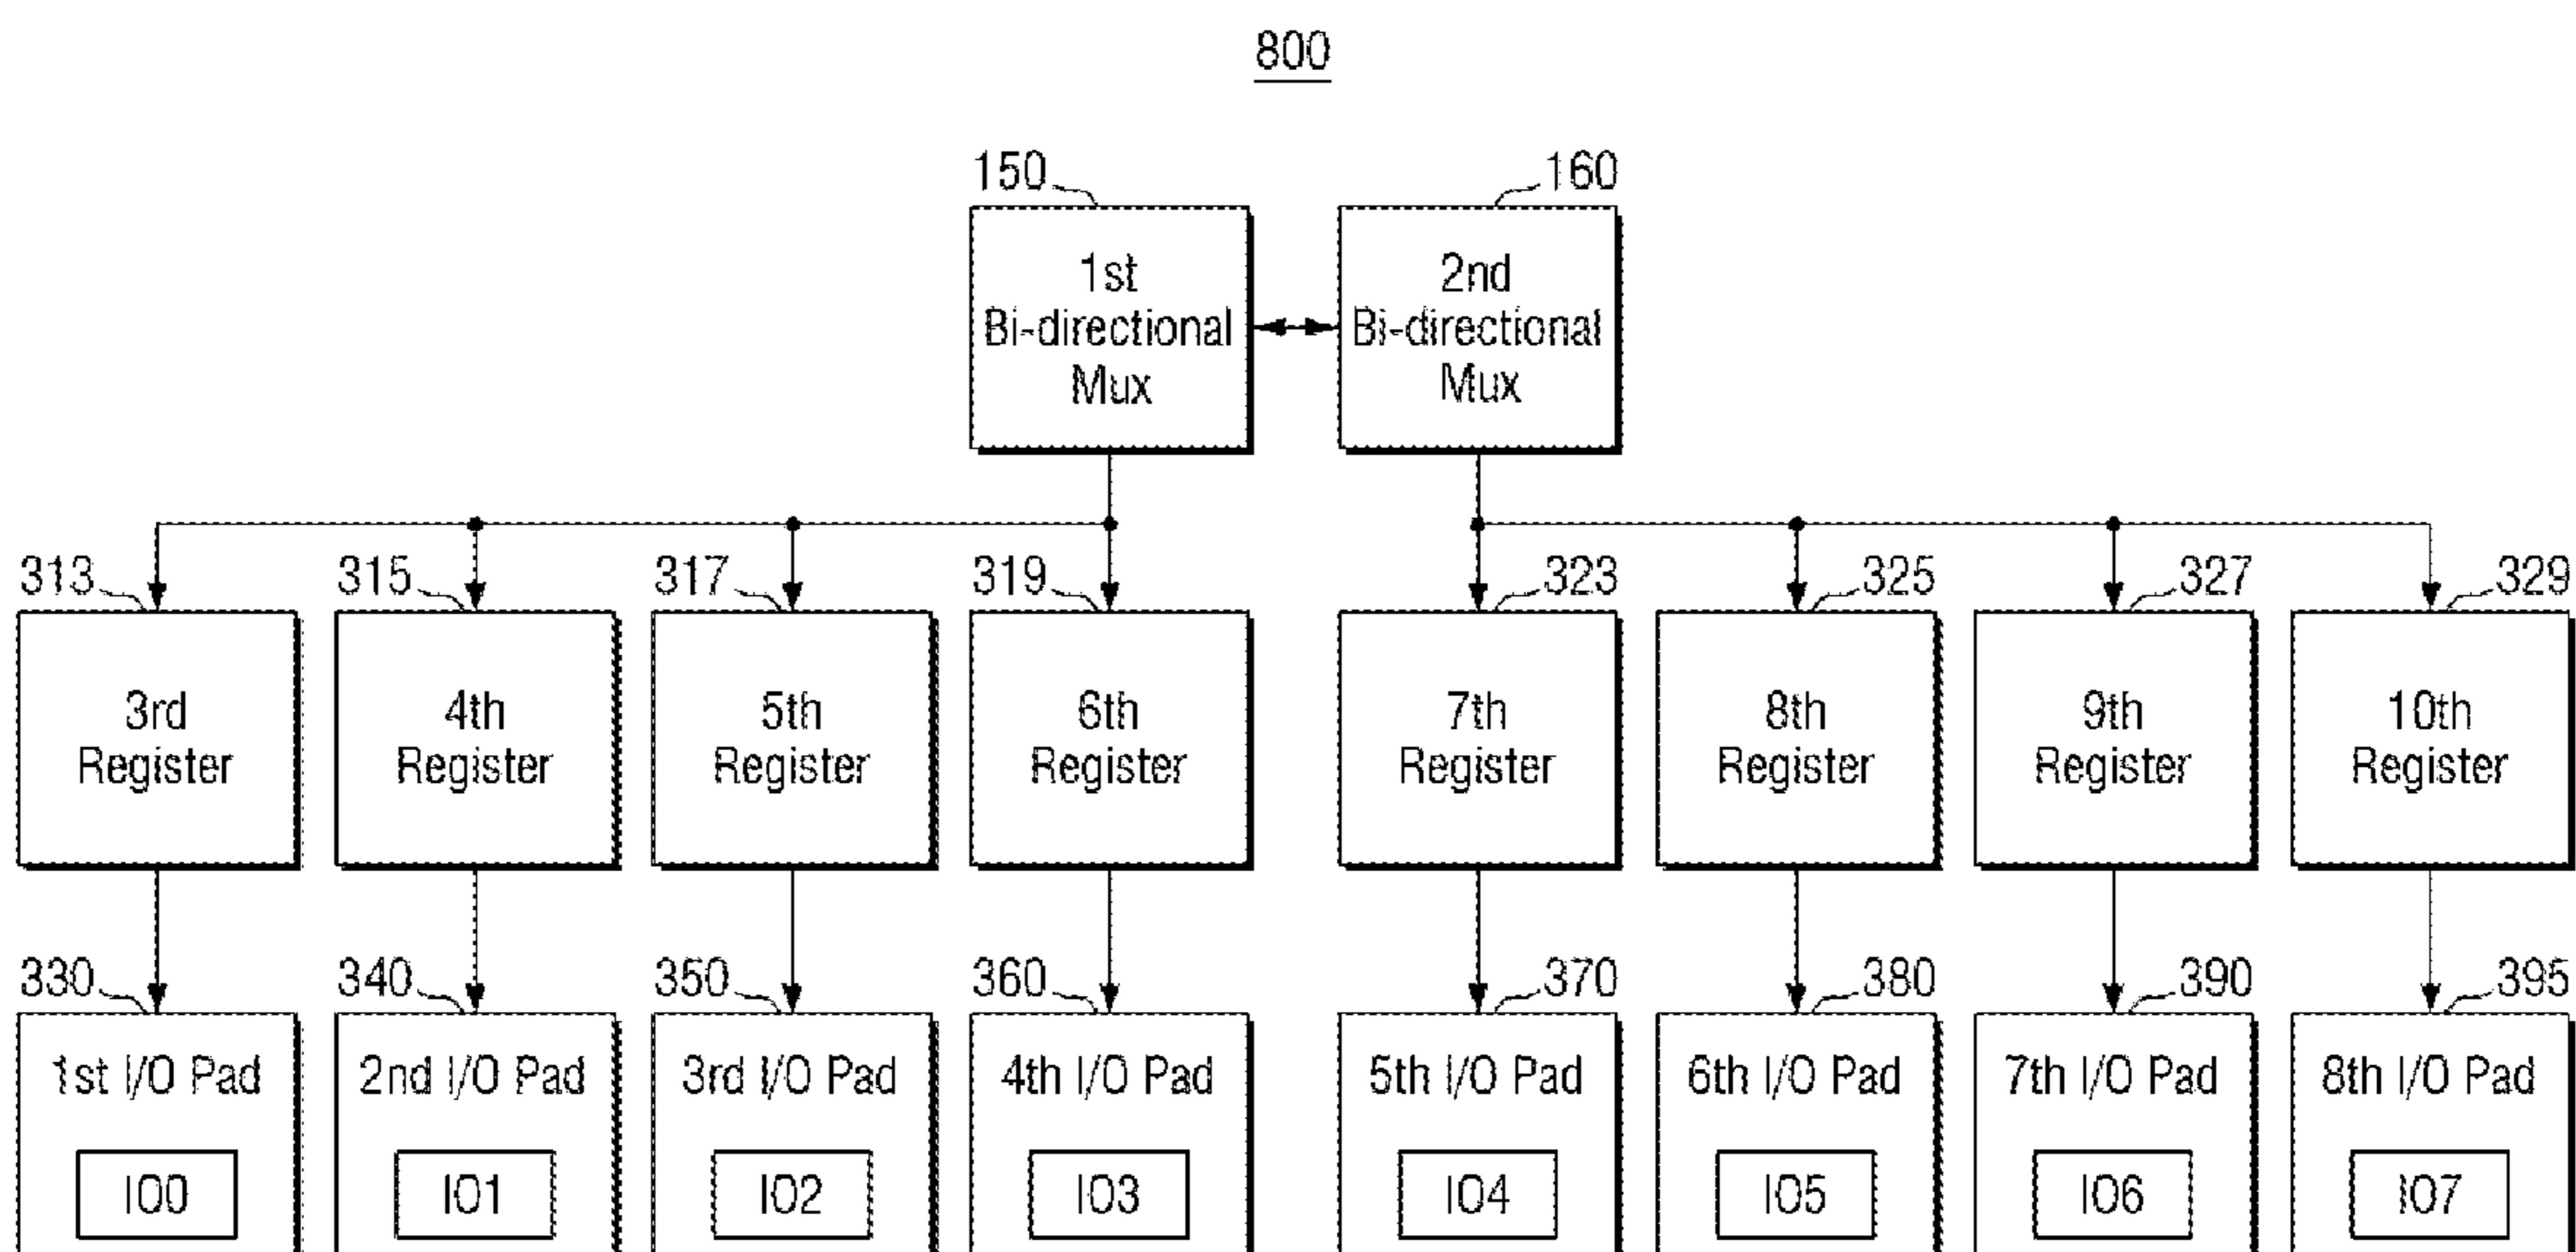 800
150
160
1st
Bi-directional
Mux
2nd
Bi-directional
Mux
313
315
317
319
323
325
327
329
3rd
Register
4th
Register
5th
Register
6th
Register
7th
Register
8th
Register
9th
Register
10th
Register
330
340
350
360
370
380
390
395
1st I/O Pad
2nd I/O Pad
3rd I/O Pad
4th I/O Pad
5th I/O Pad
6th I/O Pad
7th I/O Pad
8th I/O Pad
IO0
IO1
IO2
IO3
IO4
IO5
IO6
IO7